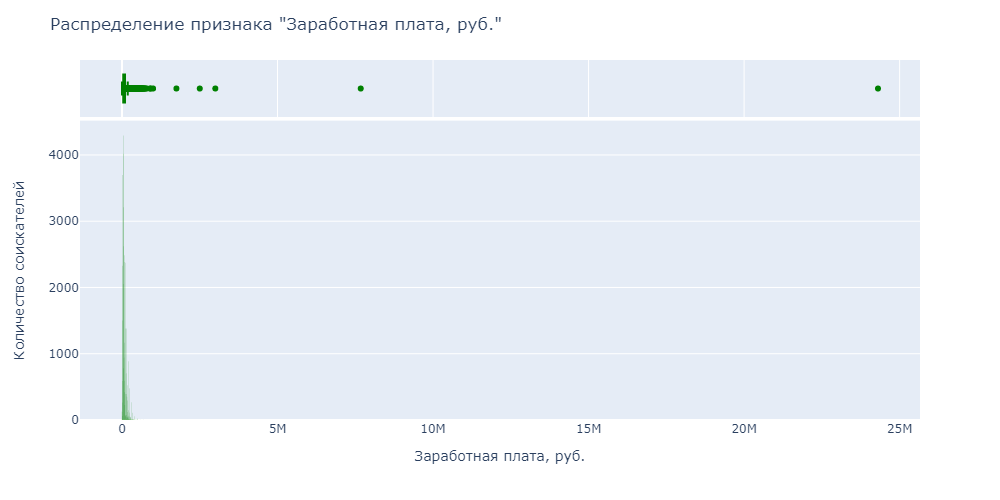 Распределение признака "Заработная плата, руб."
Количество соискателей
4000
3000
2000
1000
0
0 5M 10M 15M 20M 25M
Заработная плата, руб.